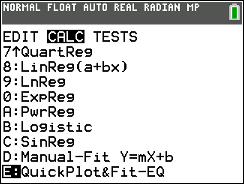 NORMAL FLOAT AUTO REAL RADIAN MP
EDIT CALC TESTS
7↑QuartReg
8:LinReg(a+bx)
9:LnReg
0:ExpReg
A:PwrReg
B:Logistic
C:SinReg
D:Manual-Fit Y=mX+b
E:QuickPlot&Fit-EQ